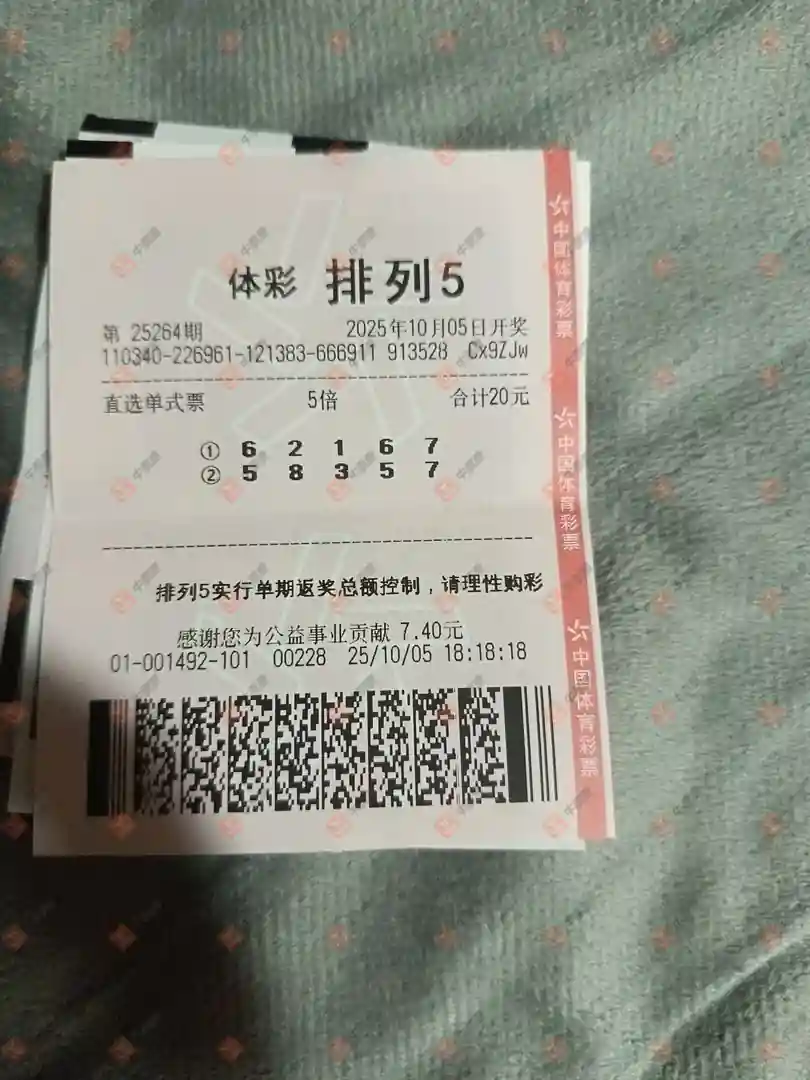 体彩 排列5
第 25264期 2025年10月05日开奖
110340-226961-121383-666911 913528 Cx9ZJw
直选单式票 5倍 合计20元
① 6 2 1 6 7
② 5 8 3 5 7
排列5实行单期返奖总额控制，请理性购彩
感谢您为公益事业贡献 7.40元
01-001492-101 00228 25/10/05 18:18:18
中国体育彩票
中国体育彩票
中国体育彩票